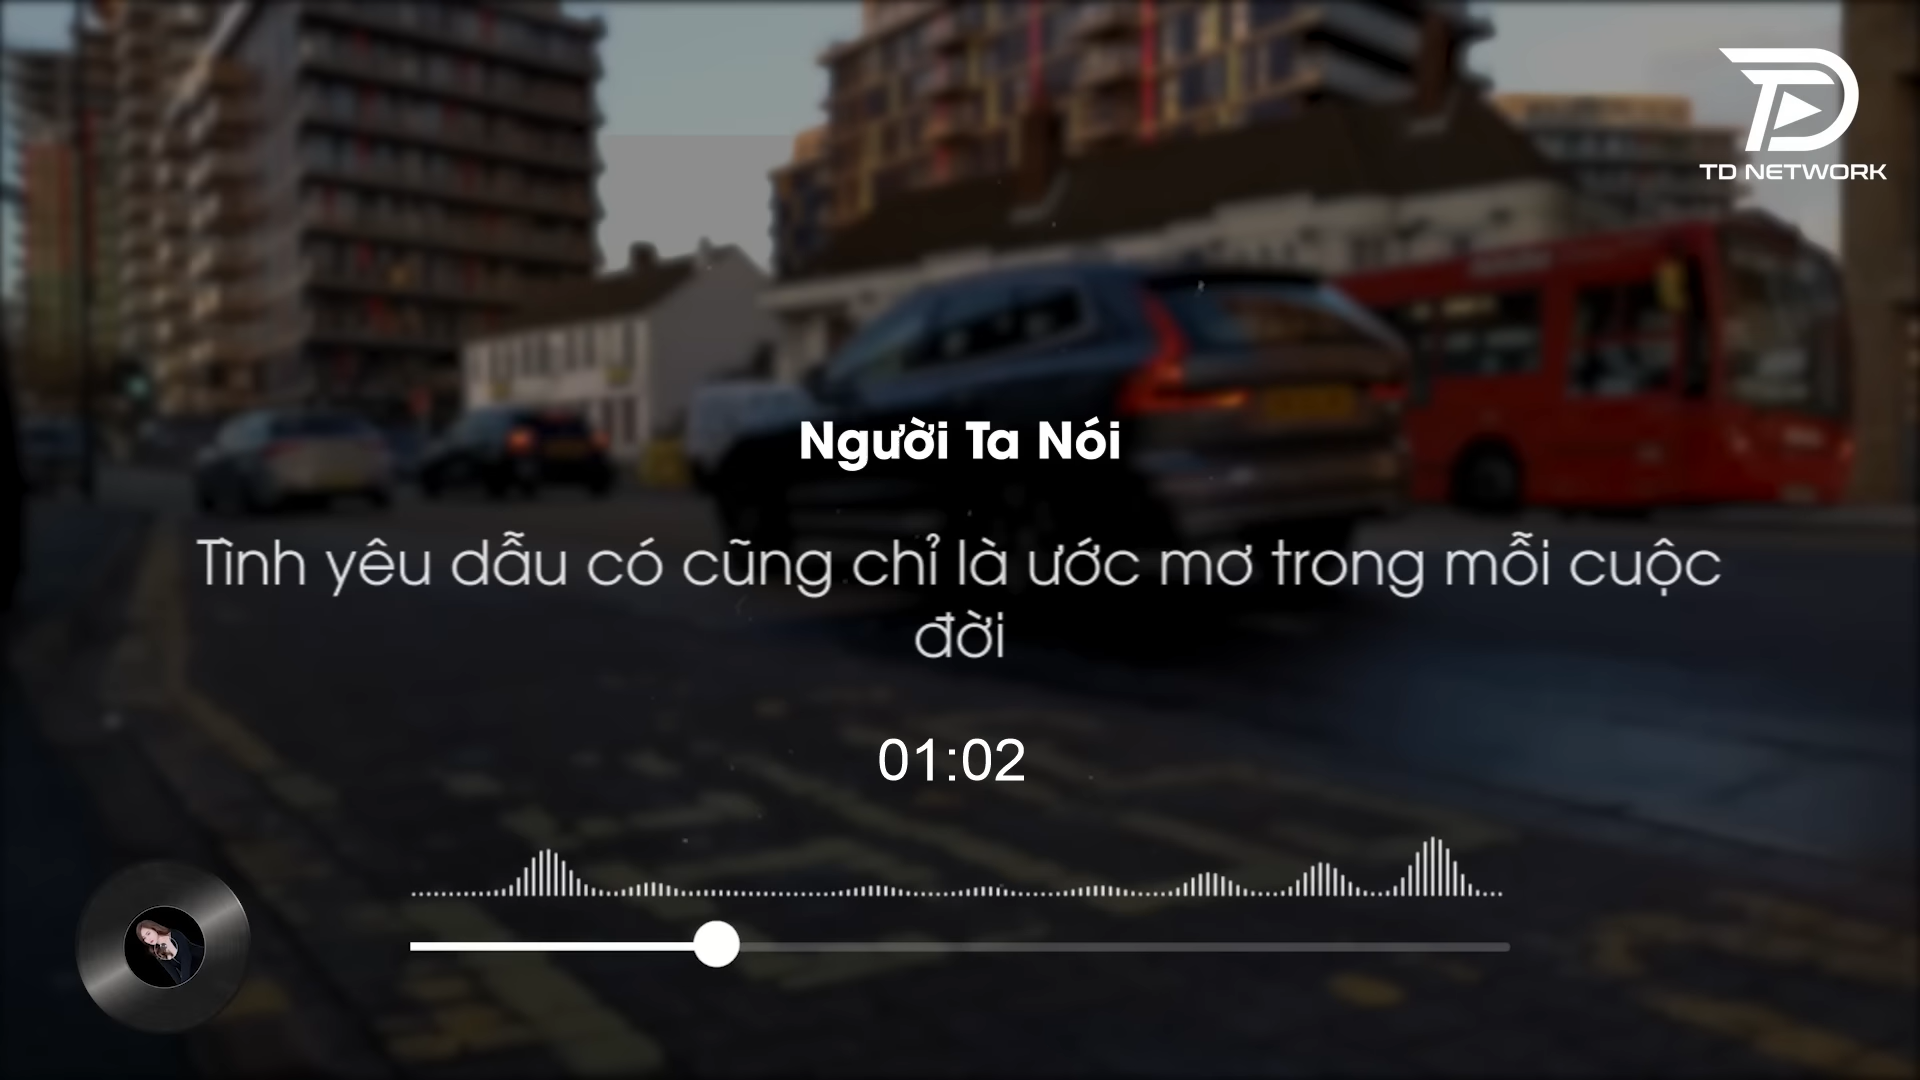 TD NETWORK
Người Ta Nói
Tình yêu dẫu có cũng chỉ là ước mơ trong mỗi cuộc
đời
01:02